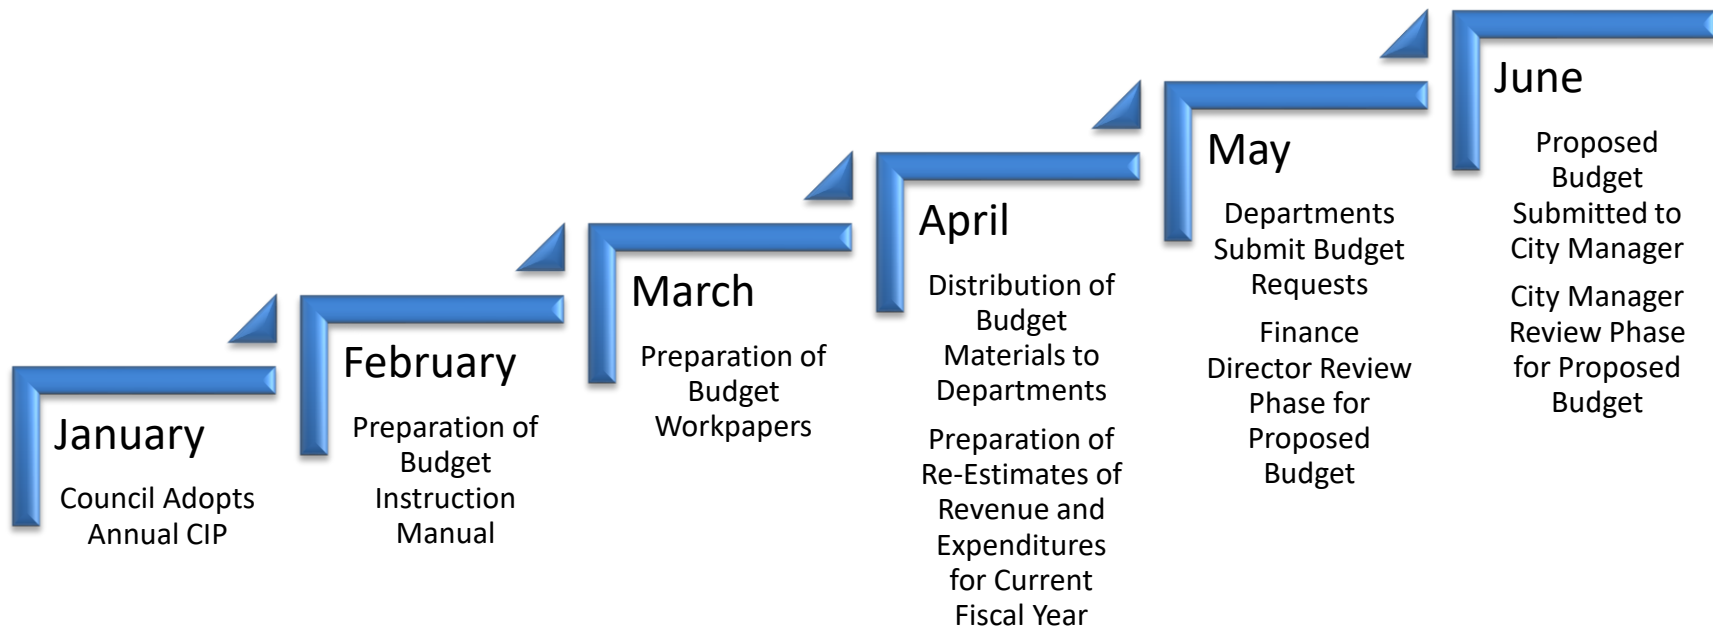 January
Council Adopts
Annual CIP
February
Preparation of
Budget
Instruction
Manual
March
Preparation of
Budget
Workpapers
April
Distribution of
Budget
Materials to
Departments
Preparation of
Re-Estimates of
Revenue and
Expenditures
for Current
Fiscal Year
May
Departments
Submit Budget
Requests
Finance
Director Review
Phase for
Proposed
Budget
June
Proposed
Budget
Submitted to
City Manager
City Manager
Review Phase
for Proposed
Budget